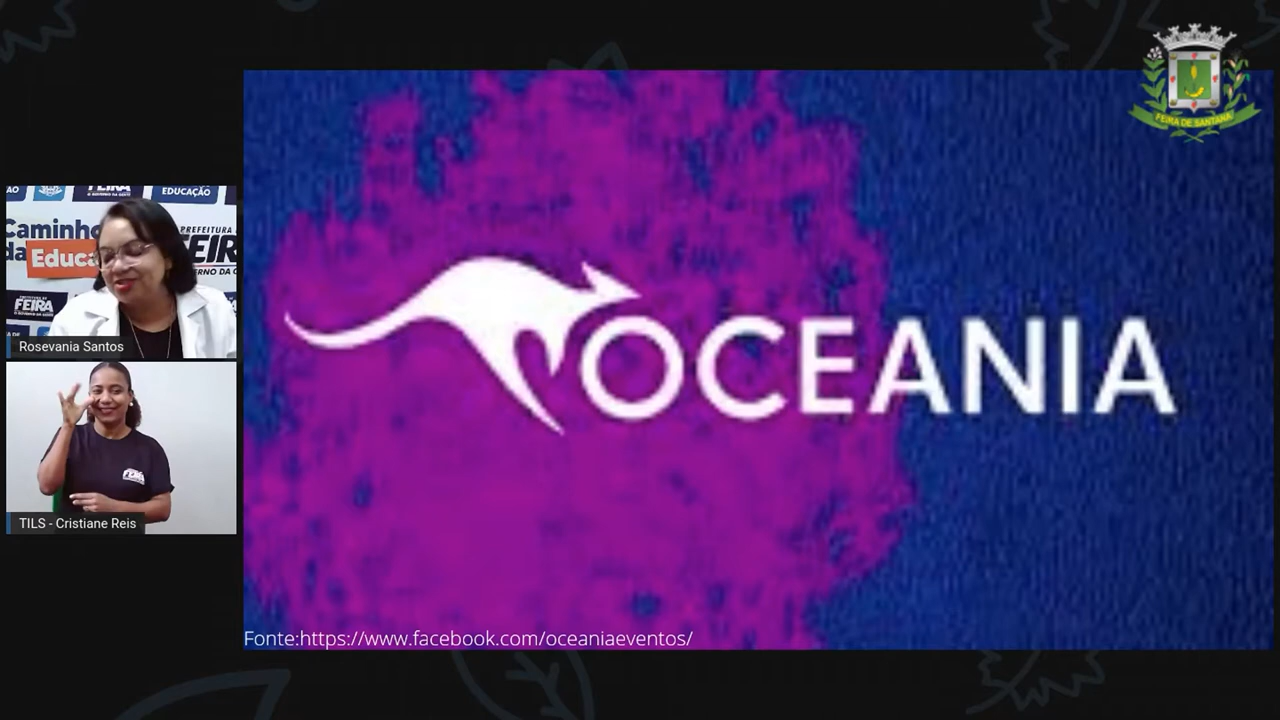 FEIRA DE SANTANA
EDUCAÇÃO
Caminho
da Educa
PREFEITURA
FEIRA
Rosevania Santos
OCEANIA
TILS - Cristiane Reis
Fonte:https://www.facebook.com/oceaniaeventos/